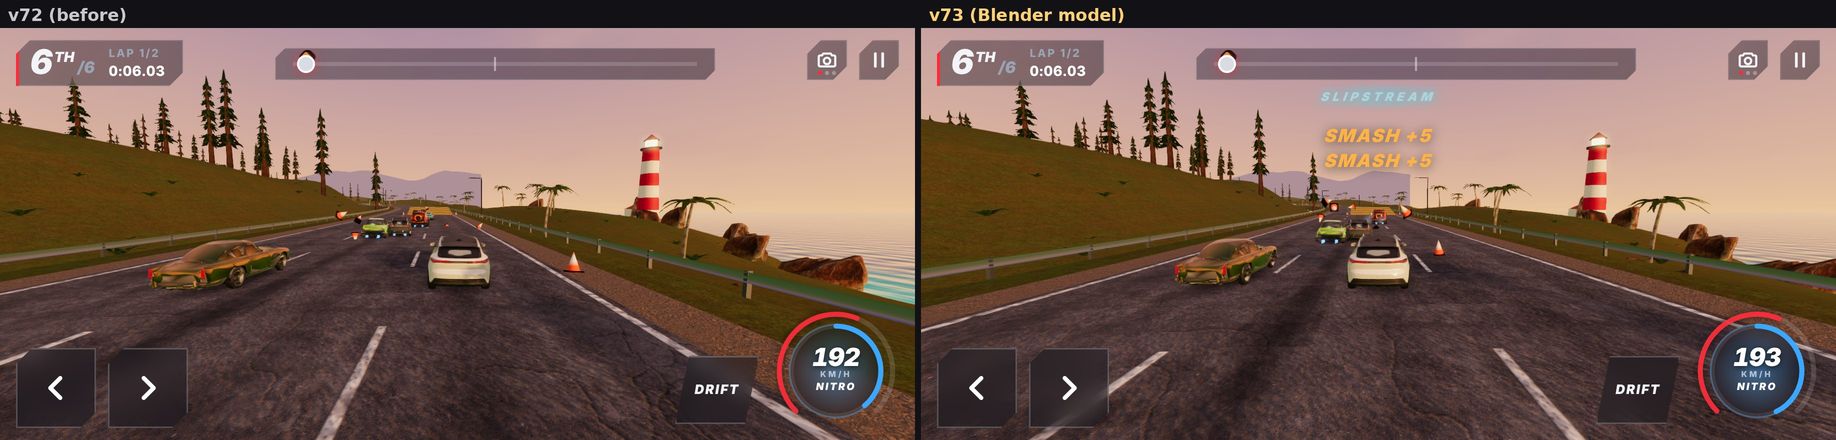 v72 (before)
6TH/6
LAP 1/2
0:06.03
192
KM/H
NITRO
DRIFT
v73 (Blender model)
6TH/6
LAP 1/2
0:06.03
SLIPSTREAM
SMASH +5
SMASH +5
193
KM/H
NITRO
DRIFT